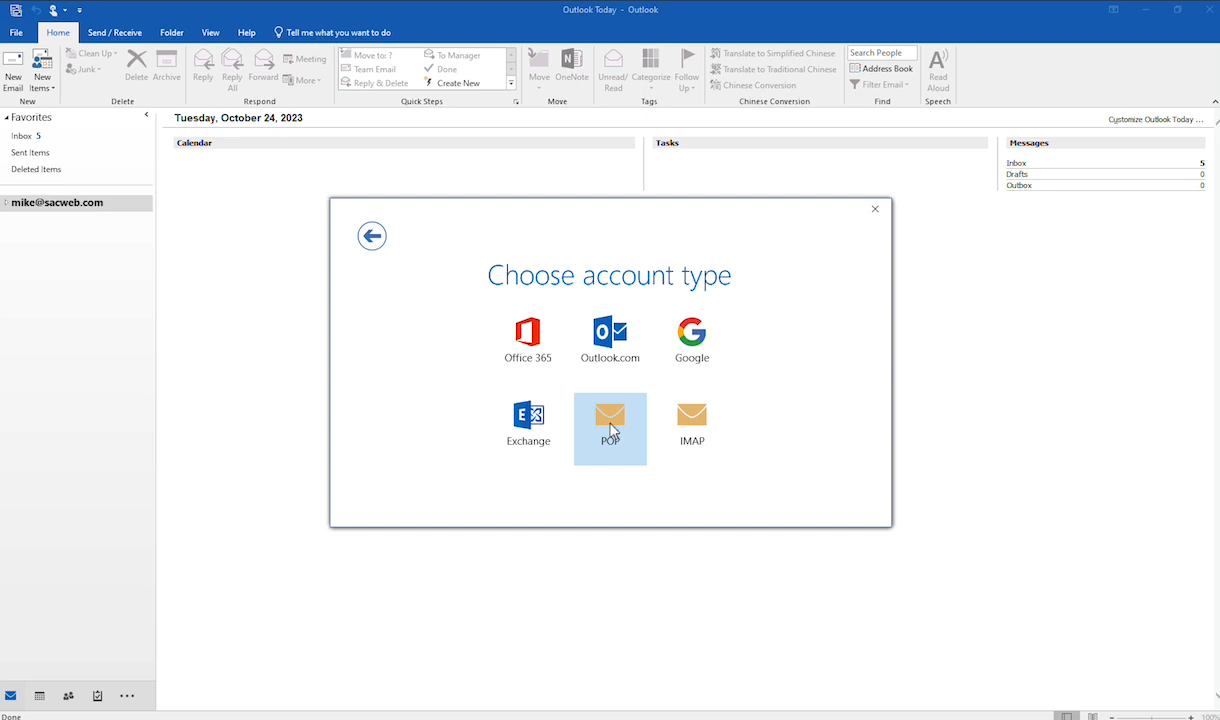 Outlook Today - Outlook
File Home Send / Receive Folder View Help Tell me what you want to do
New Email
New Items
New
Clean Up
Junk
Delete
Archive
Delete
Reply
Reply All
Forward
Meeting
More
Respond
Move to: ?
Team Email
Reply & Delete
To Manager
Done
Create New
Quick Steps
Move
OneNote
Move
Unread/ Read
Categorize
Follow Up
Tags
Translate to Simplified Chinese
Translate to Traditional Chinese
Chinese Conversion
Chinese Conversion
Search People
Address Book
Filter Email
Find
Read Aloud
Speech
Favorites
Inbox 5
Sent Items
Deleted Items
mike@sacweb.com
Tuesday, October 24, 2023
Customize Outlook Today ...
Calendar
Tasks
Messages
Inbox 5
Drafts 0
Outbox 0
Choose account type
Office 365 Outlook.com Google
Exchange POP IMAP
Done
100%